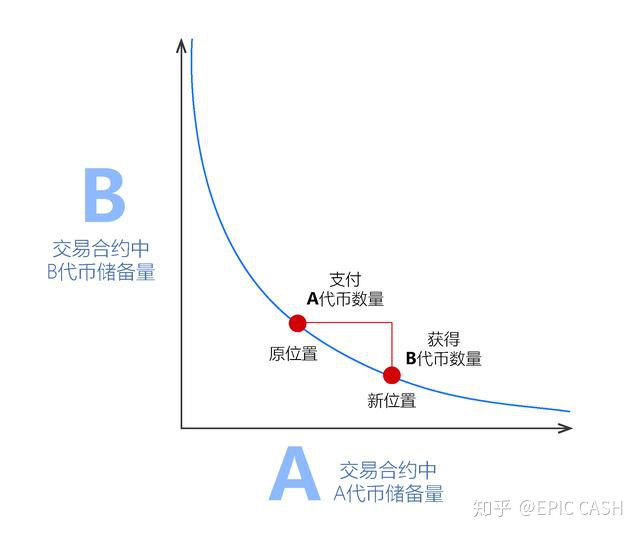 B
交易合约中
B代币储备量
支付
A代币数量
原位置
获得
B代币数量
新位置
A
交易合约中
A代币储备量
知乎 @EPIC CASH